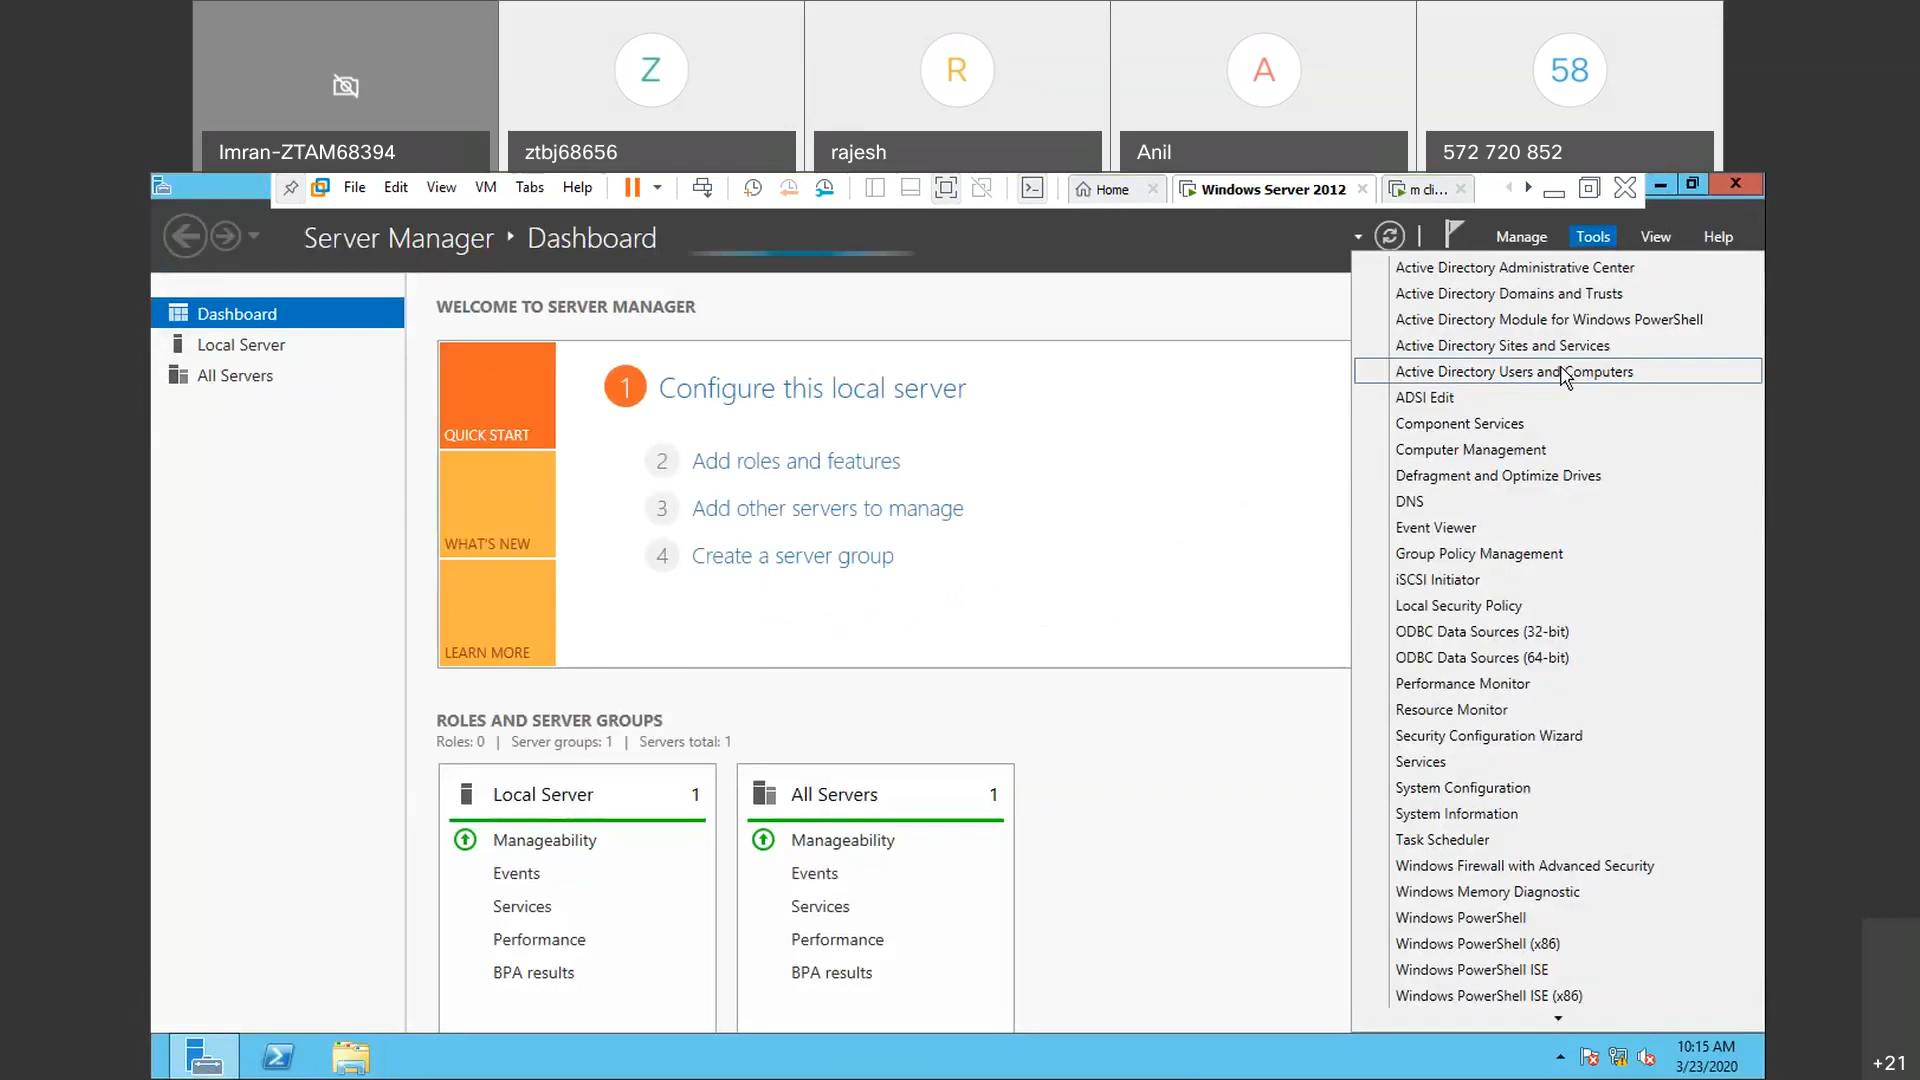 Z
R
A
58
Imran-ZTAM68394
ztbj68656
rajesh
Anil
572 720 852
File Edit View VM Tabs Help
Home
Windows Server 2012
m cli...
Server Manager Dashboard
Manage Tools View Help
Dashboard
Local Server
All Servers
WELCOME TO SERVER MANAGER
QUICK START
WHAT'S NEW
LEARN MORE
1 Configure this local server
2 Add roles and features
3 Add other servers to manage
4 Create a server group
ROLES AND SERVER GROUPS
Roles: 0 | Server groups: 1 | Servers total: 1
Local Server 1
Manageability
Events
Services
Performance
BPA results
All Servers 1
Manageability
Events
Services
Performance
BPA results
Active Directory Administrative Center
Active Directory Domains and Trusts
Active Directory Module for Windows PowerShell
Active Directory Sites and Services
Active Directory Users and Computers
ADSI Edit
Component Services
Computer Management
Defragment and Optimize Drives
DNS
Event Viewer
Group Policy Management
iSCSI Initiator
Local Security Policy
ODBC Data Sources (32-bit)
ODBC Data Sources (64-bit)
Performance Monitor
Resource Monitor
Security Configuration Wizard
Services
System Configuration
System Information
Task Scheduler
Windows Firewall with Advanced Security
Windows Memory Diagnostic
Windows PowerShell
Windows PowerShell (x86)
Windows PowerShell ISE
Windows PowerShell ISE (x86)
10:15 AM
3/23/2020
+21